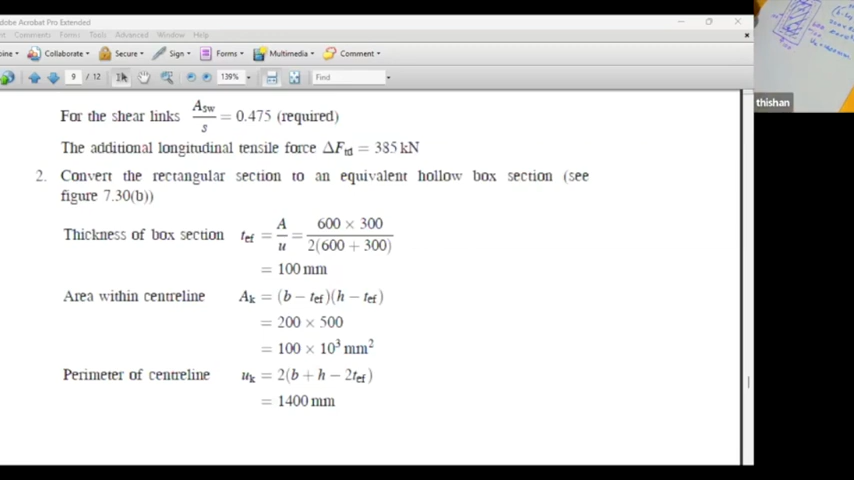 Adobe Acrobat Pro Extended
Comments Forms Tools Advanced Window Help
Collaborate Secure Sign Forms Multimedia Comment
9 / 12 139% Find
For the shear links Asw/s = 0.475 (required)
The additional longitudinal tensile force ΔFtd = 385 kN
2. Convert the rectangular section to an equivalent hollow box section (see
figure 7.30(b))
Thickness of box section tef = A/u = 600 × 300 / 2(600 + 300)
= 100 mm
Area within centreline Ak = (b − tef)(h − tef)
= 200 × 500
= 100 × 10³ mm²
Perimeter of centreline uk = 2(b + h − 2tef)
= 1400 mm
thishan